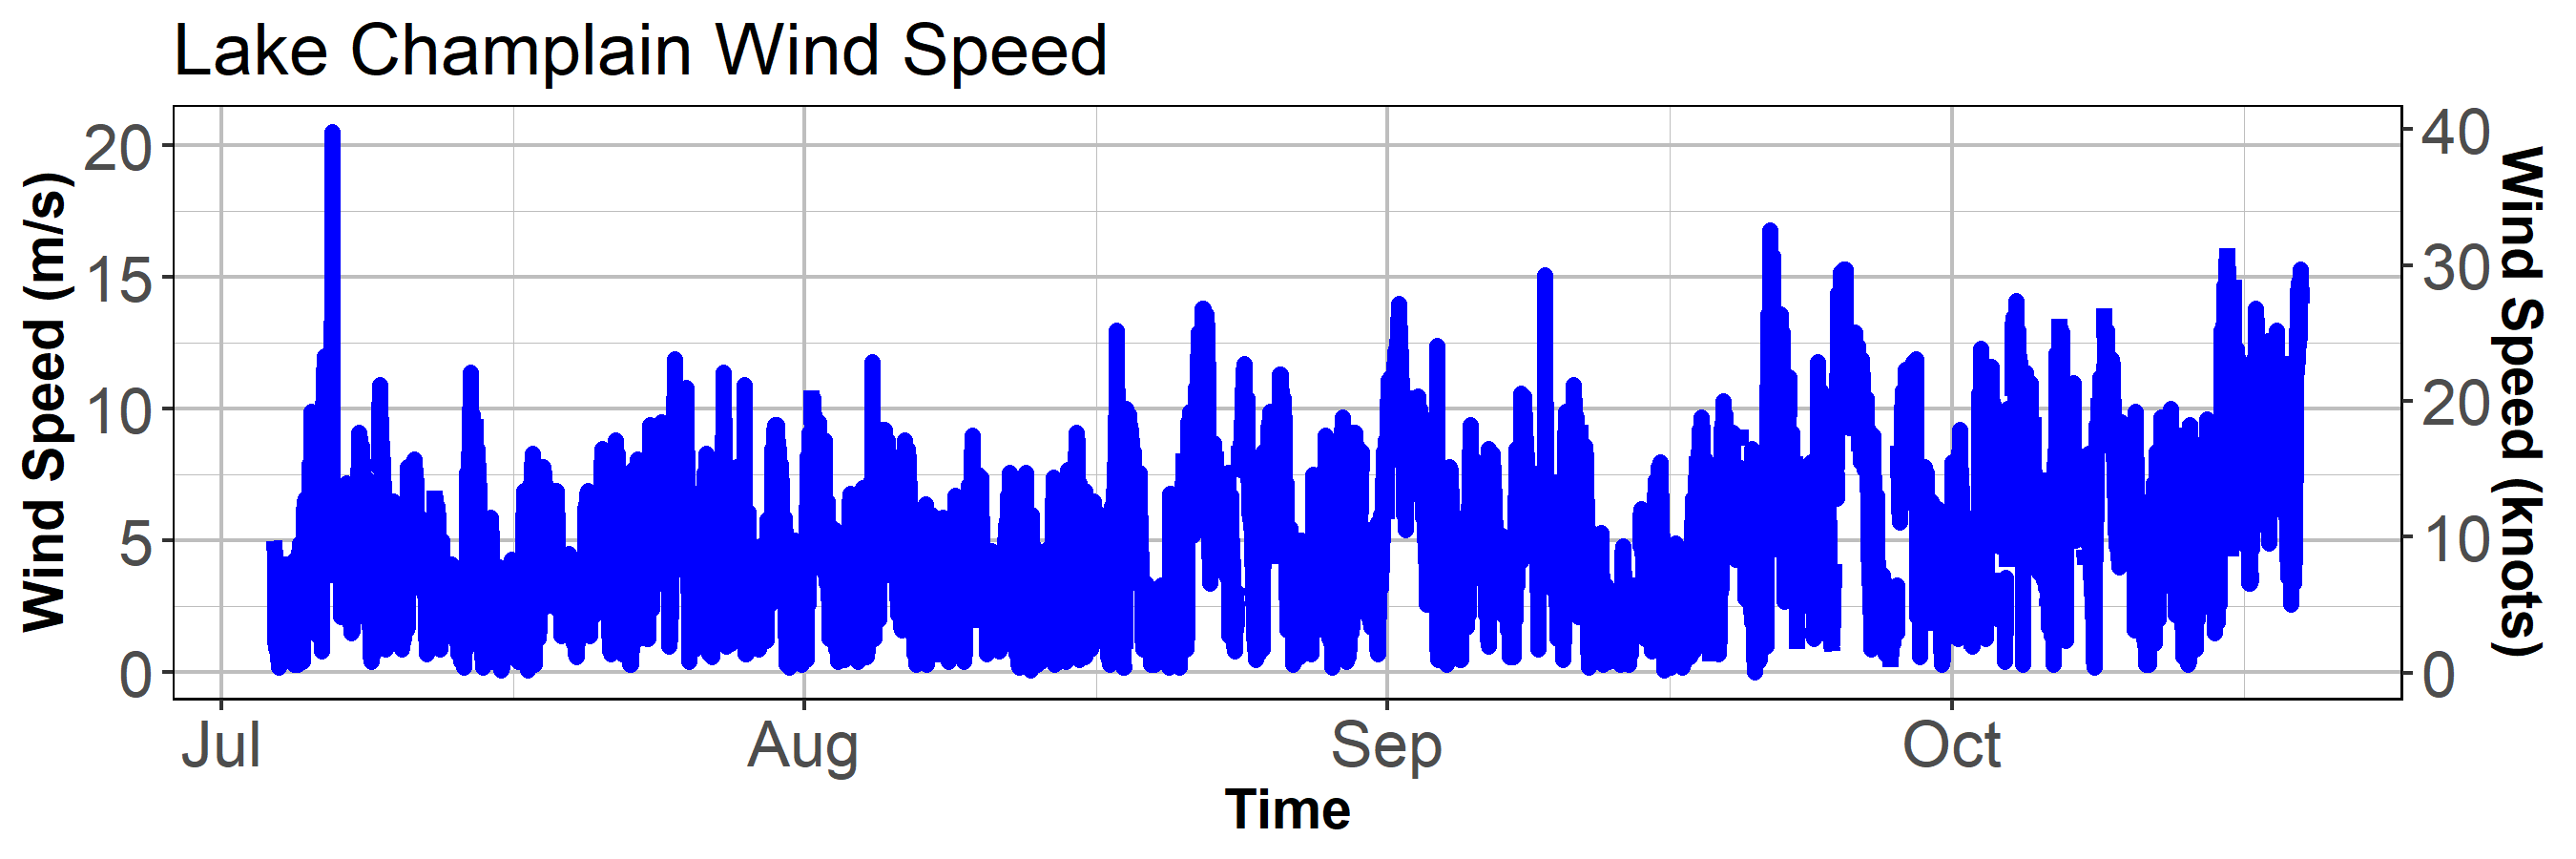 Lake Champlain Wind Speed
Wind Speed (m/s)
20
15
10
5
0
40
30
20
10
0
Wind Speed (knots)
Jul
Aug
Sep
Oct
Time